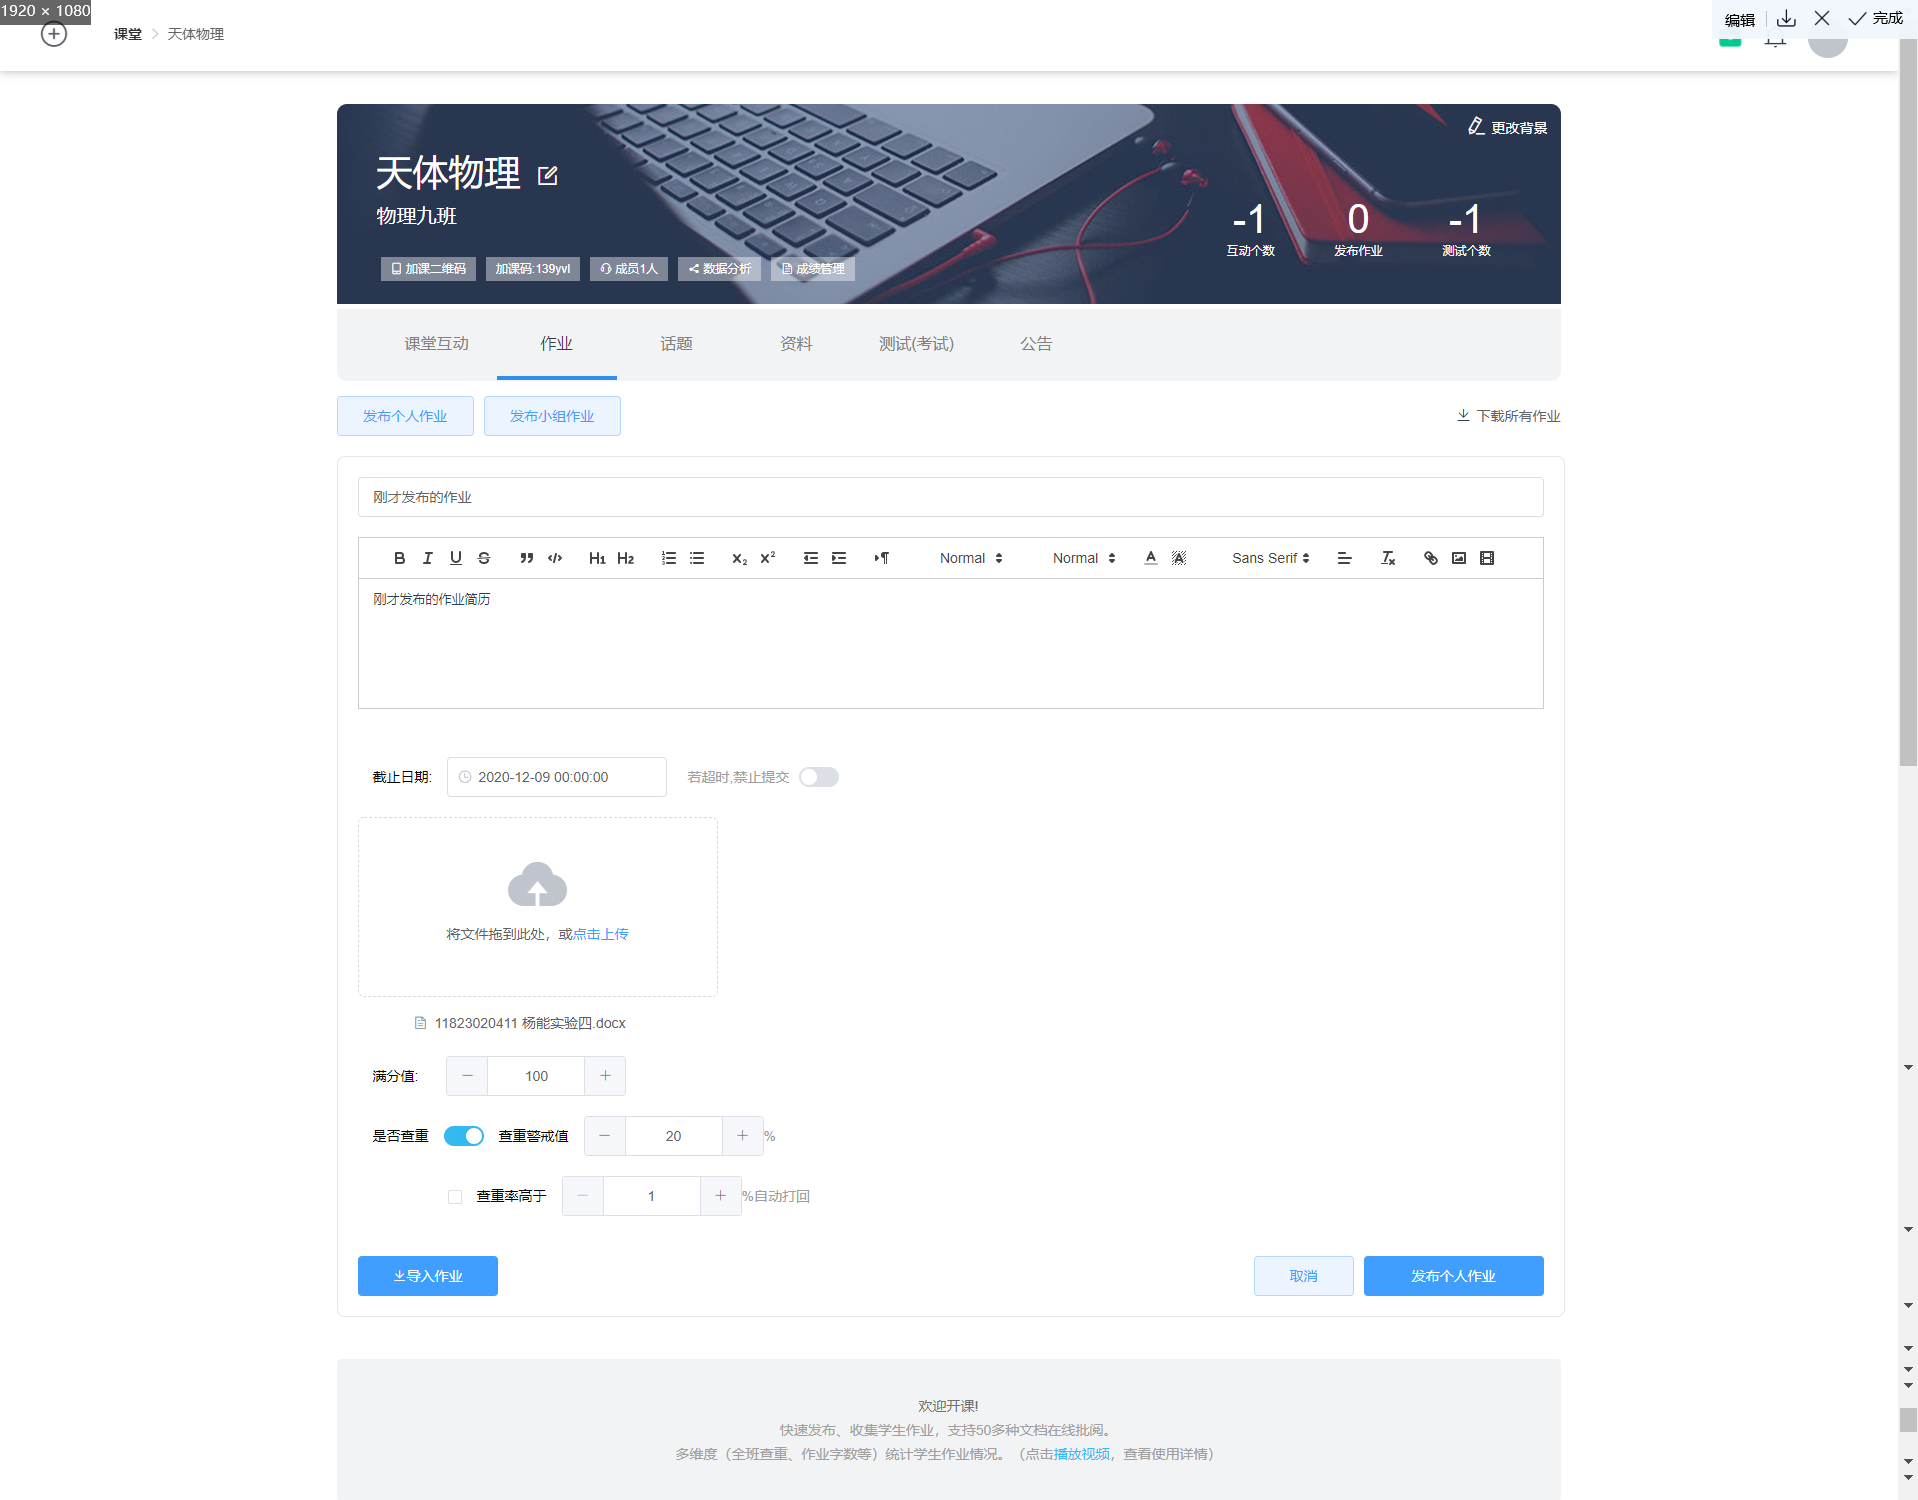 1920 × 1080
编辑
完成
课堂 天体物理
更改背景
天体物理
物理九班
-1 0 -1
互动个数 发布作业 测试个数
加课二维码 加课码:139yvl 成员1人 数据分析 成绩管理
课堂互动 作业 话题 资料 测试(考试) 公告
发布个人作业 发布小组作业 下载所有作业
刚才发布的作业
B I U S H1 H2 X2 X2 Normal Normal A A Sans Serif Tx
刚才发布的作业简历
截止日期: 2020-12-09 00:00:00 若超时,禁止提交
将文件拖到此处，或点击上传
11823020411 杨能实验四.docx
满分值: 100
是否查重 查重警戒值 20 %
查重率高于 1 %自动打回
导入作业 取消 发布个人作业
欢迎开课!
快速发布、收集学生作业，支持50多种文档在线批阅。
多维度（全班查重、作业字数等）统计学生作业情况。（点击播放视频，查看使用详情）